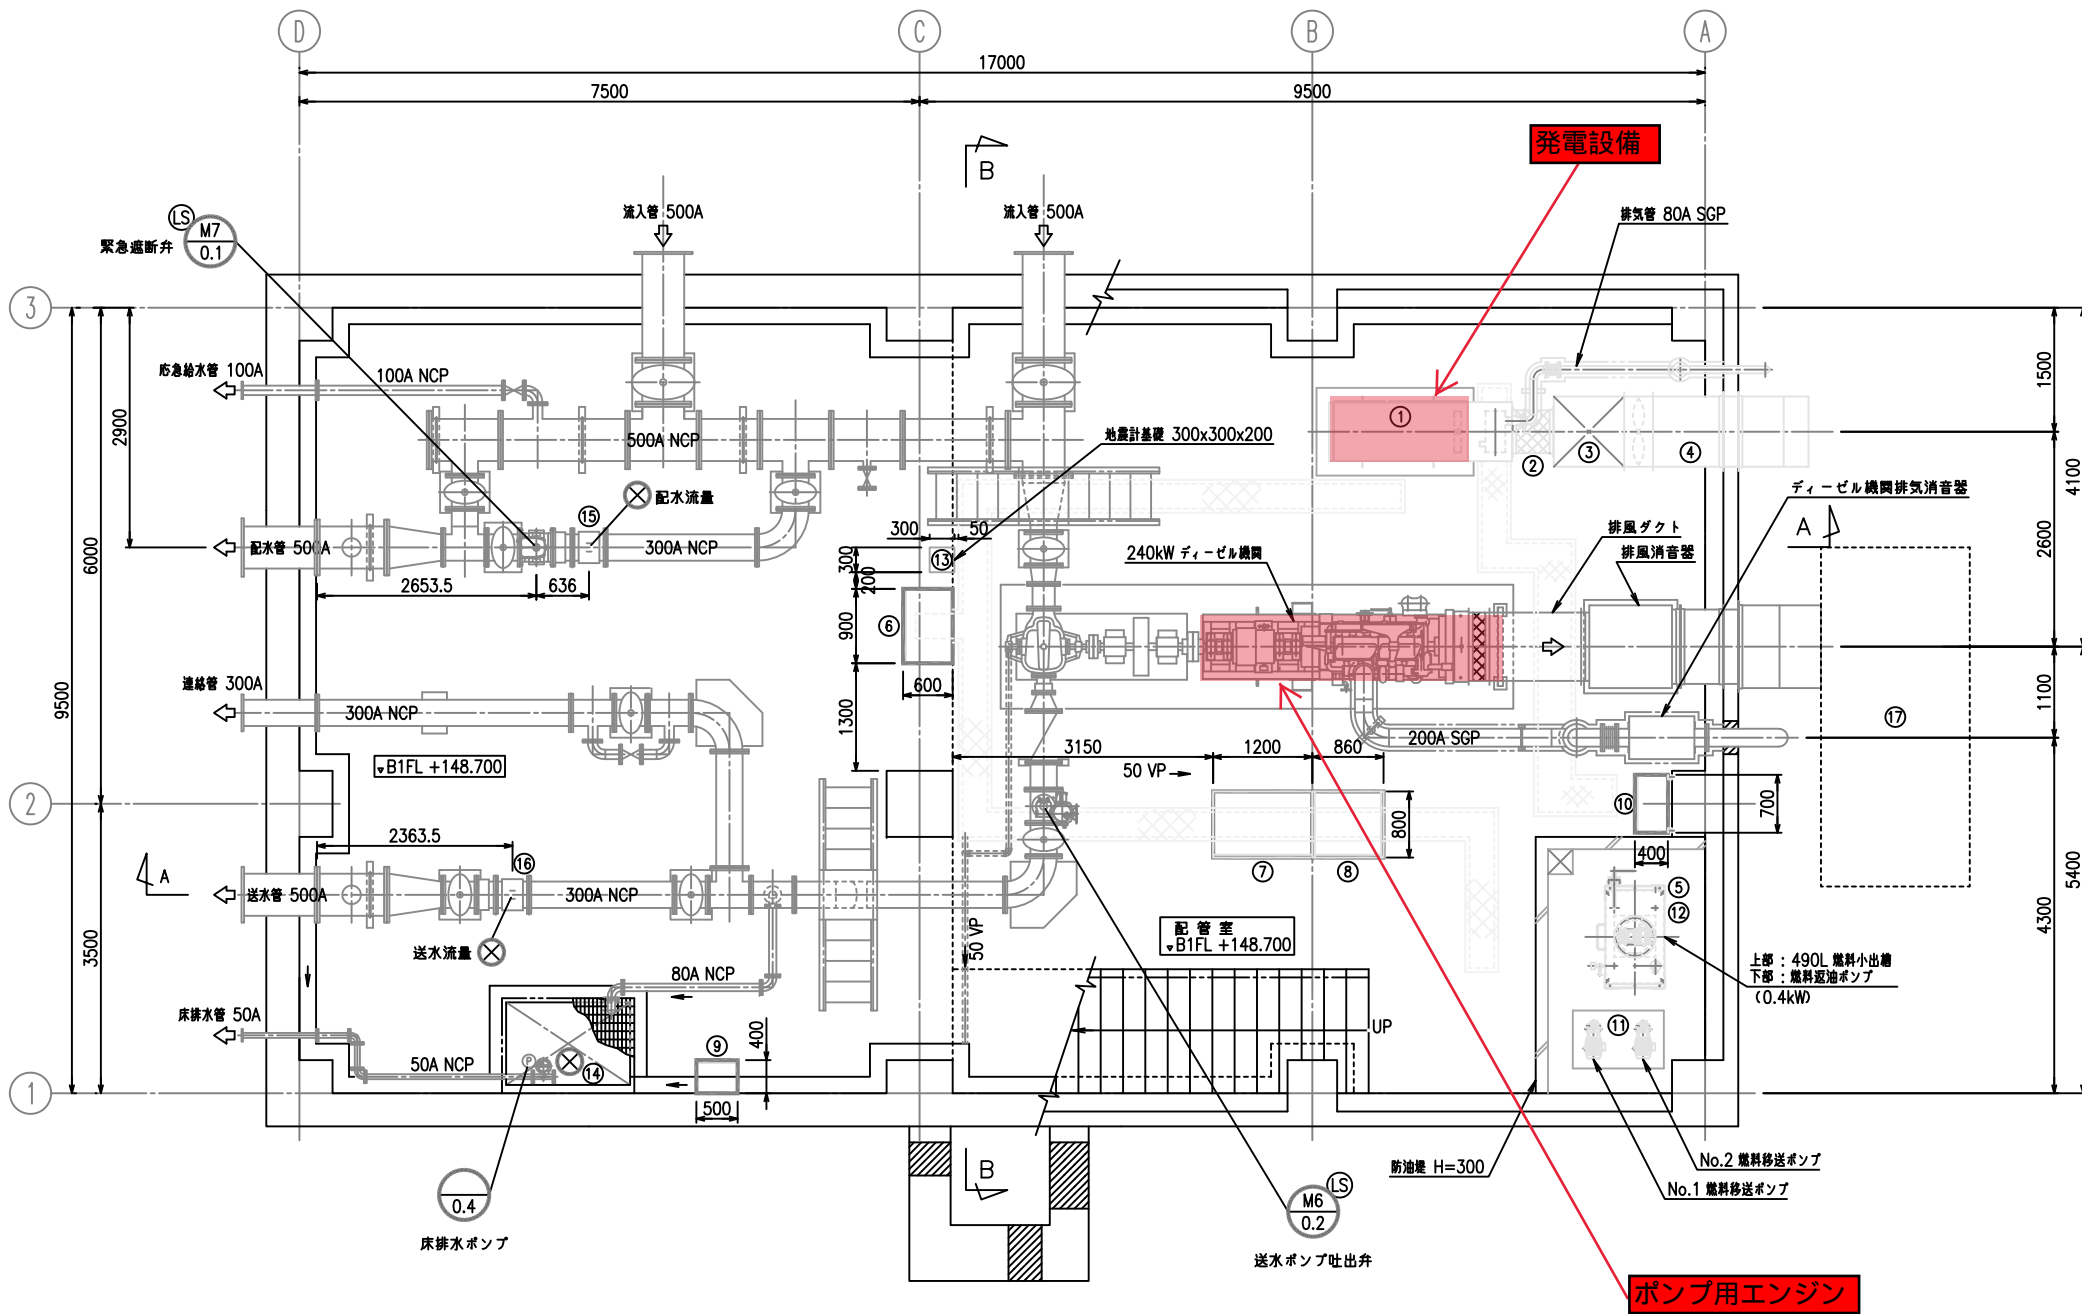 D
C
B
A
17000
7500
9500
発電設備
B
流入管 500A
流入管 500A
排気管 80A SGP
LS
M7
0.1
緊急遮断弁
3
応急給水管 100A
100A NCP
①
1500
2900
500A NCP
地震計基礎 300x300x200
②
③
④
4100
ディーゼル機関排気消音器
配水流量
⑮
300
50
排風ダクト
A
6000
配水管 500A
300A NCP
240kW ディーゼル機関
排風消音器
2600
⑬
300
200
2653.5
636
⑥
900
9500
連絡管 300A
300A NCP
600
1300
1100
⑰
200A SGP
3150
1200
860
▼B1FL +148.700
50 VP
2
⑩
700
800
2363.5
⑯
400
A
⑦
⑧
5400
送水管 500A
300A NCP
⑤
⑫
4300
3500
送水流量
50 VP
配 管 室
▼B1FL +148.700
80A NCP
上部 : 490L 燃料小出槽
下部 : 燃料返油ポンプ
(0.4kW)
床排水管 50A
UP
⑪
⑨
400
50A NCP
P
⑭
1
500
防油堤 H=300
No.2 燃料移送ポンプ
No.1 燃料移送ポンプ
B
0.4
床排水ポンプ
LS
M6
0.2
送水ポンプ吐出弁
ポンプ用エンジン